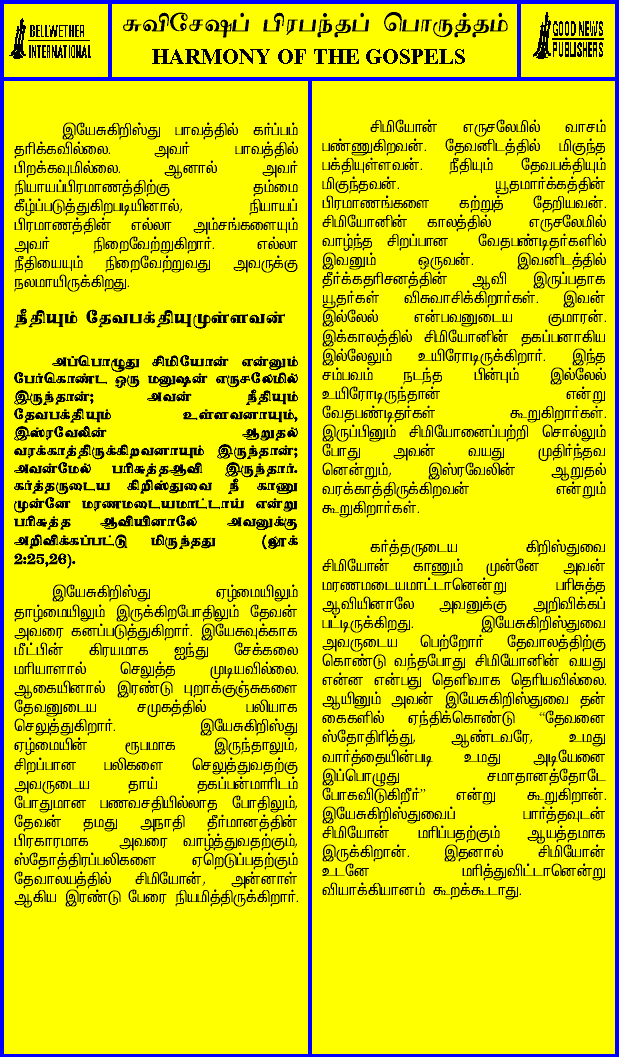 BELLWETHER
INTERNATIONAL
சுவிசேஷப் பிரபந்தப் பொருத்தம்
HARMONY OF THE GOSPELS
GOOD NEWS
PUBLISHERS
இயேசுகிறிஸ்து பாவத்தில் கர்ப்பம்
தரிக்கவில்லை. அவர் பாவத்தில்
பிறக்கவுமில்லை. ஆனால் அவர்
நியாயப்பிரமாணத்திற்கு தம்மை
கீழ்ப்படுத்துகிறபடியினால், நியாயப்
பிரமாணத்தின் எல்லா அம்சங்களையும்
அவர் நிறைவேற்றுகிறார். எல்லா
நீதியையும் நிறைவேற்றுவது அவருக்கு
நலமாயிருக்கிறது.
நீதியும் தேவபக்தியுமுள்ளவன்
அப்பொழுது சிமியோன் என்னும்
பேர்கொண்ட ஒரு மனுஷன் எருசலேமில்
இருந்தான்; அவன் நீதியும்
தேவபக்தியும் உள்ளவனாயும்,
இஸ்ரவேலின் ஆறுதல்
வரக்காத்திருக்கிறவனாயும் இருந்தான்;
அவன்மேல் பரிசுத்தஆவி இருந்தார்.
கர்த்தருடைய கிறிஸ்துவை நீ காணு
முன்னே மரணமடையமாட்டாய் என்று
பரிசுத்த ஆவியினாலே அவனுக்கு
அறிவிக்கப்பட்டு மிருந்தது (லூக்
2:25,26).
இயேசுகிறிஸ்து ஏழ்மையிலும்
தாழ்மையிலும் இருக்கிறபோதிலும் தேவன்
அவரை கனப்படுத்துகிறார். இயேசுவுக்காக
மீட்பின் கிரயமாக ஐந்து சேக்கலை
மரியாளால் செலுத்த முடியவில்லை.
ஆகையினால் இரண்டு புறாக்குஞ்சுகளை
தேவனுடைய சமுகத்தில் பலியாக
செலுத்துகிறார். இயேசுகிறிஸ்து
ஏழ்மையின் ரூபமாக இருந்தாலும்,
சிறப்பான பலிகளை செலுத்துவதற்கு
அவருடைய தாய் தகப்பன்மாரிடம்
போதுமான பணவசதியில்லாத போதிலும்,
தேவன் தமது அநாதி தீர்மானத்தின்
பிரகாரமாக அவரை வாழ்த்துவதற்கும்,
ஸ்தோத்திரப்பலிகளை ஏறெடுப்பதற்கும்
தேவாலயத்தில் சிமியோன், அன்னாள்
ஆகிய இரண்டு பேரை நியமித்திருக்கிறார்.
சிமியோன் எருசலேமில் வாசம்
பண்ணுகிறவன். தேவனிடத்தில் மிகுந்த
பக்தியுள்ளவன். நீதியும் தேவபக்தியும்
மிகுந்தவன். யூதமார்க்கத்தின்
பிரமாணங்களை கற்றுத் தேறியவன்.
சிமியோனின் காலத்தில் எருசலேமில்
வாழ்ந்த சிறப்பான வேதபண்டிதர்களில்
இவனும் ஒருவன். இவனிடத்தில்
தீர்க்கதரிசனத்தின் ஆவி இருப்பதாக
யூதர்கள் விசுவாசிக்கிறார்கள். இவன்
இல்லேல் என்பவனுடைய குமாரன்.
இக்காலத்தில் சிமியோனின் தகப்பனாகிய
இல்லேலும் உயிரோடிருக்கிறார். இந்த
சம்பவம் நடந்த பின்பும் இல்லேல்
உயிரோடிருந்தான் என்று
வேதபண்டிதர்கள் கூறுகிறார்கள்.
இருப்பினும் சிமியோனைப்பற்றி சொல்லும்
போது அவன் வயது முதிர்ந்தவ
னென்றும், இஸ்ரவேலின் ஆறுதல்
வரக்காத்திருக்கிறவன் என்றும்
கூறுகிறார்கள்.
கர்த்தருடைய கிறிஸ்துவை
சிமியோன் காணும் முன்னே அவன்
மரணமடையமாட்டானென்று பரிசுத்த
ஆவியினாலே அவனுக்கு அறிவிக்கப்
பட்டிருக்கிறது. இயேசுகிறிஸ்துவை
அவருடைய பெற்றோர் தேவாலத்திற்கு
கொண்டு வந்தபோது சிமியோனின் வயது
என்ன என்பது தெளிவாக தெரியவில்லை.
ஆயினும் அவன் இயேசுகிறிஸ்துவை தன்
கைகளில் ஏந்திக்கொண்டு “தேவனை
ஸ்தோதிரித்து, ஆண்டவரே, உமது
வார்த்தையின்படி உமது அடியேனை
இப்பொழுது சமாதானத்தோடே
போகவிடுகிறீர்” என்று கூறுகிறான்.
இயேசுகிறிஸ்துவைப் பார்த்தவுடன்
சிமியோன் மரிப்பதற்கும் ஆயத்தமாக
இருக்கிறான். இதனால் சிமியோன்
உடனே மரித்துவிட்டானென்று
வியாக்கியானம் கூறக்கூடாது.